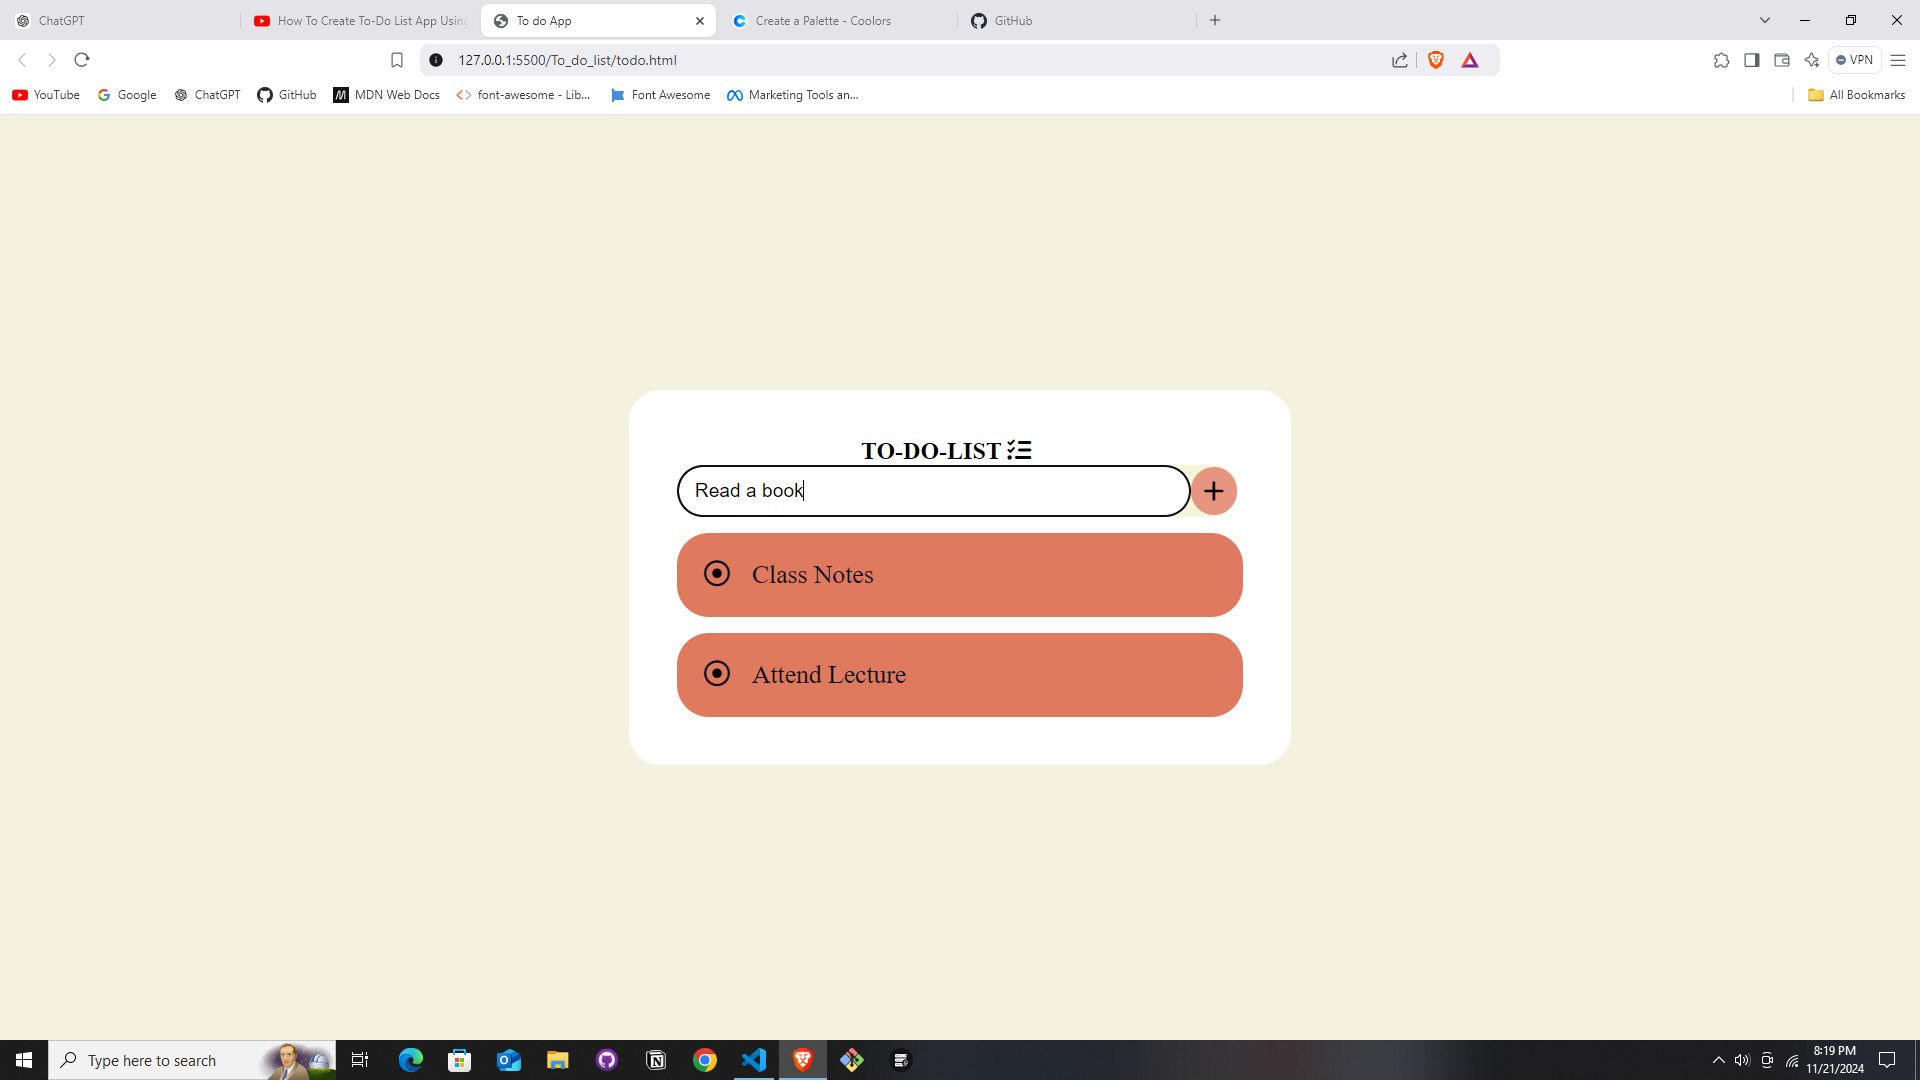 ChatGPT
How To Create To-Do List App Using
To do App
Create a Palette - Coolors
GitHub
127.0.0.1:5500/To_do_list/todo.html
VPN
YouTube
Google
ChatGPT
GitHub
MDN Web Docs
font-awesome - Lib...
Font Awesome
Marketing Tools an...
All Bookmarks
TO-DO-LIST
Read a book
Class Notes
Attend Lecture
Type here to search
8:19 PM
11/21/2024